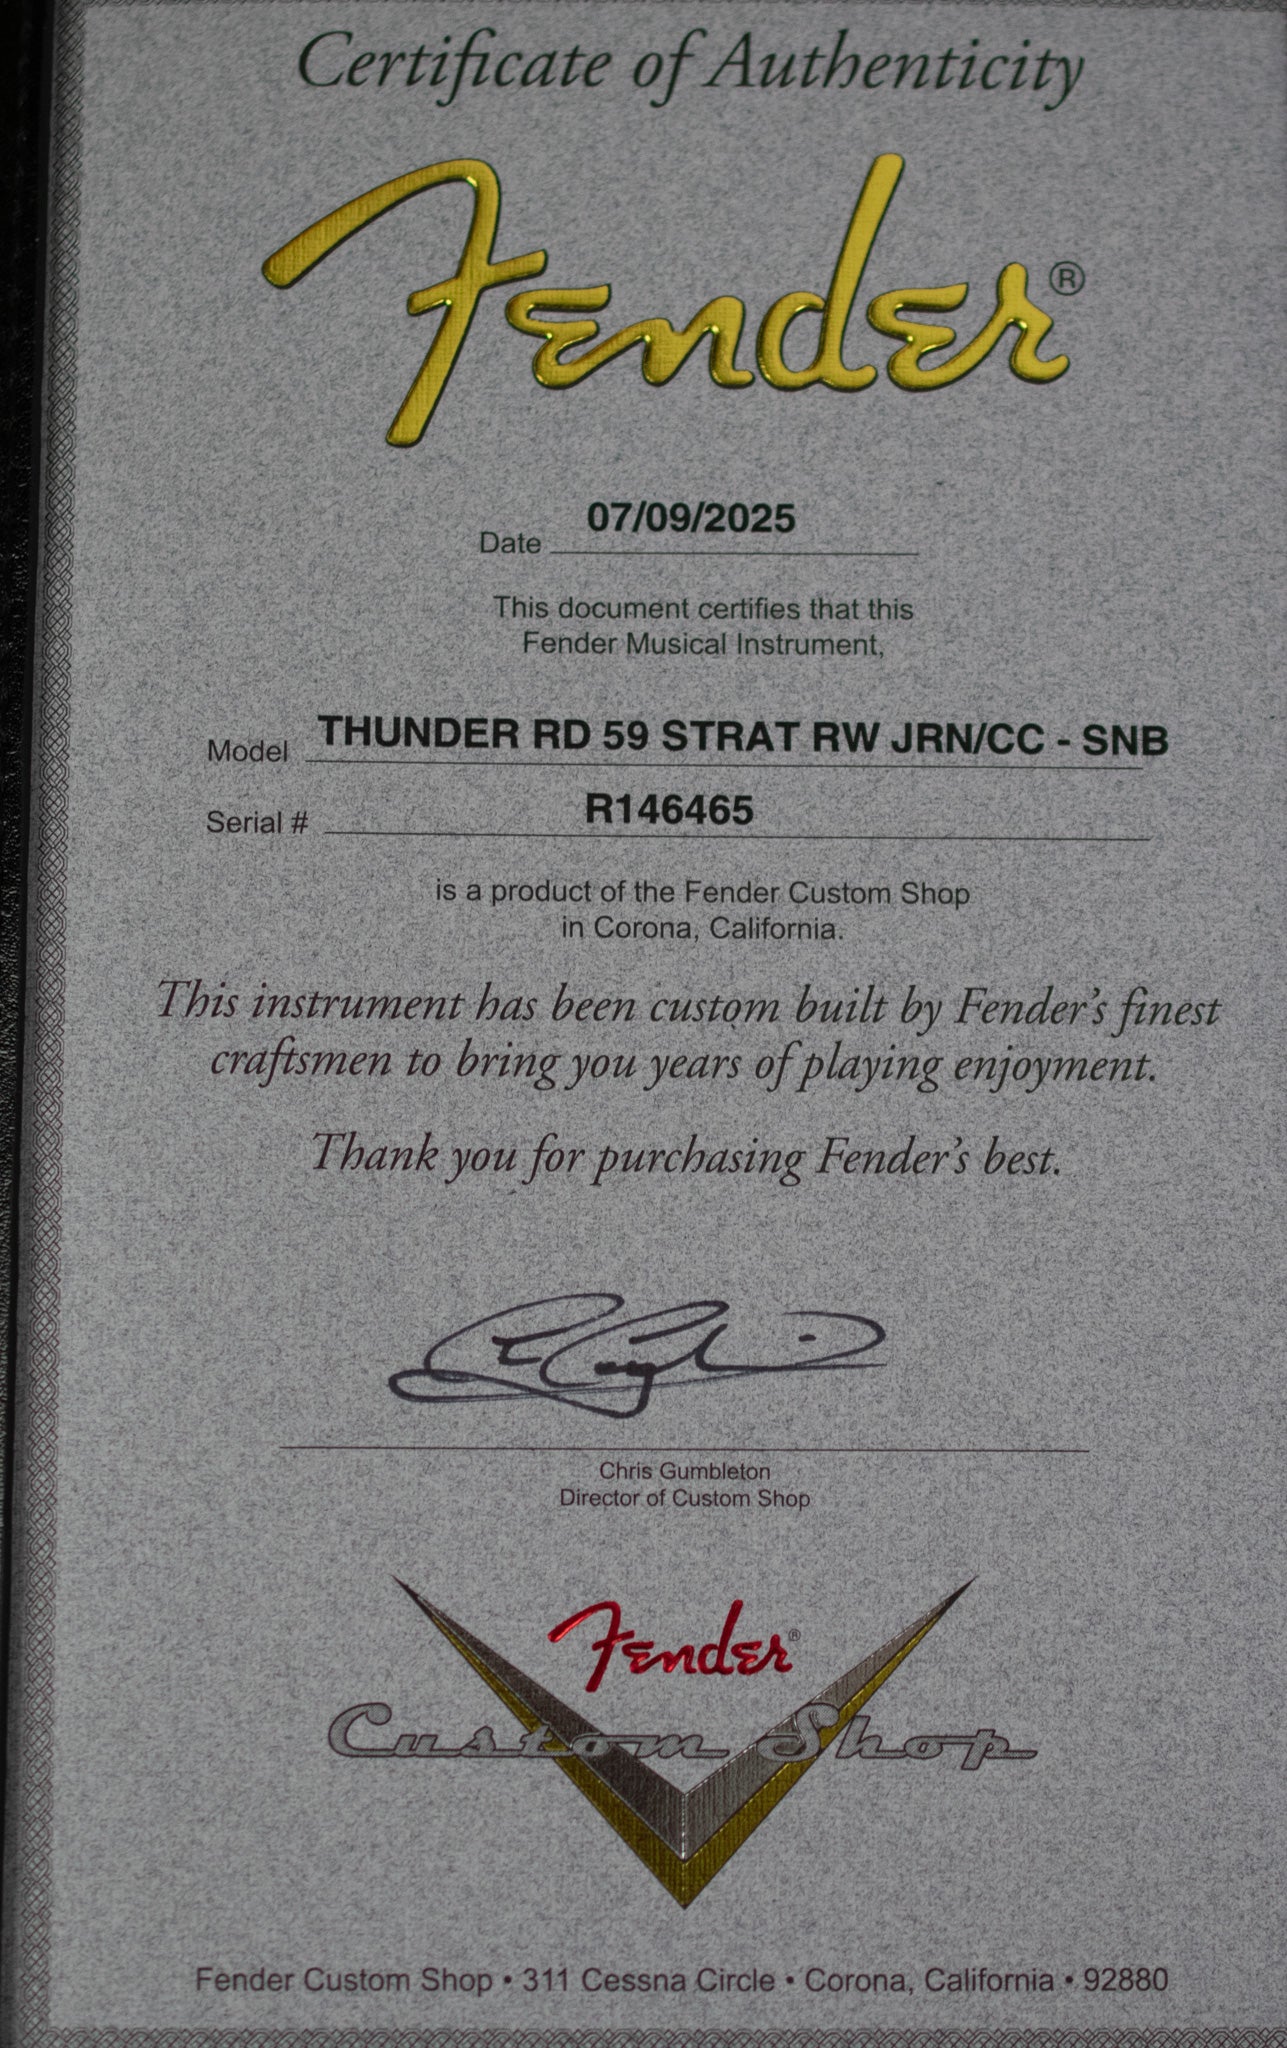 Certificate of Authenticity
Fender®
Date 07/09/2025
This document certifies that this
Fender Musical Instrument,
Model THUNDER RD 59 STRAT RW JRN/CC - SNB
Serial # R146465
is a product of the Fender Custom Shop
in Corona, California.
This instrument has been custom built by Fender's finest
craftsmen to bring you years of playing enjoyment.
Thank you for purchasing Fender's best.
Chris Gumbleton
Director of Custom Shop
Fender®
Custom Shop
Fender Custom Shop • 311 Cessna Circle • Corona, California • 92880